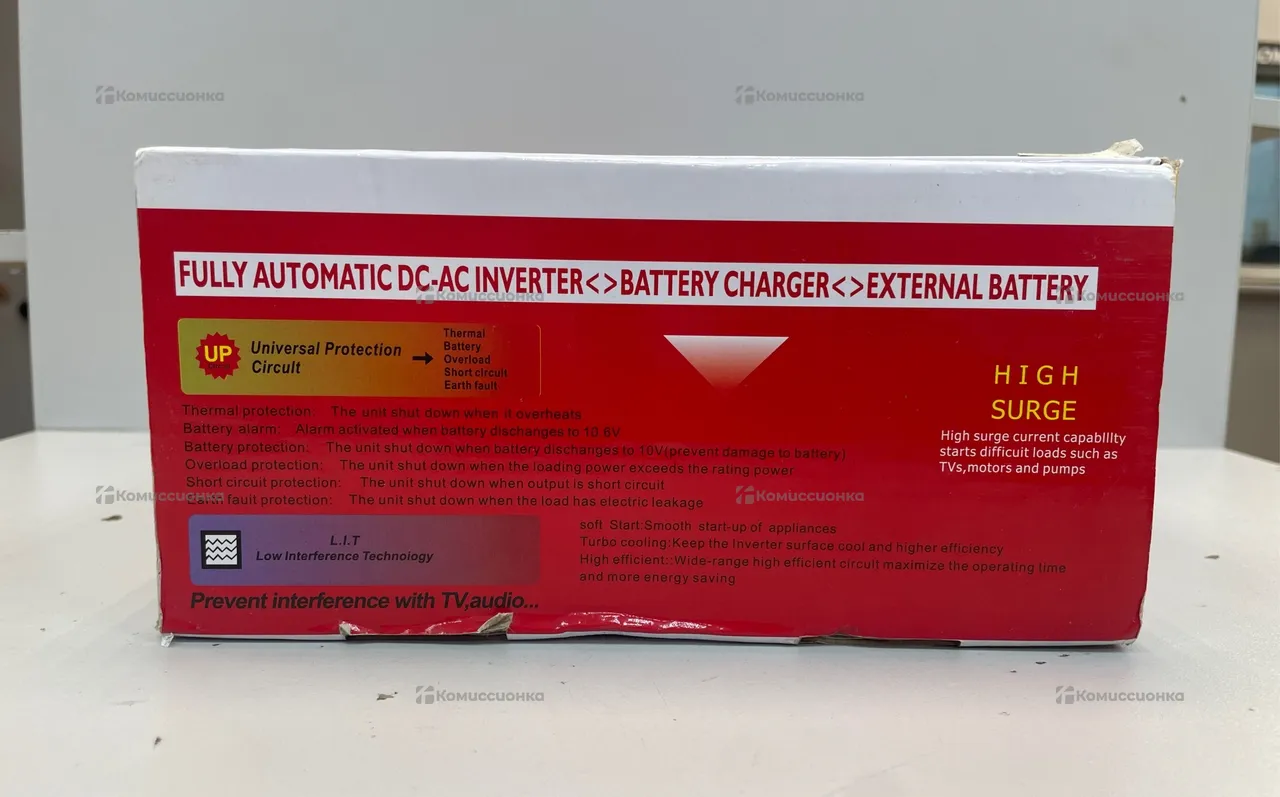 Комиссионка
Комиссионка
FULLY AUTOMATIC DC-AC INVERTER<>BATTERY CHARGER<>EXTERNAL BATTERY
Комиссионка
Комиссионка
UP
Universal Protection
Circuit
Thermal
Battery
Overload
Short circuit
Earth fault
HIGH
SURGE
High surge current capability
starts difficuit loads such as
TVs,motors and pumps
Thermal protection: The unit shut down when it overheats
Battery alarm: Alarm activated when battery discharges to 10.6V
Battery protection: The unit shut down when battery discharges to 10V(prevent damage to battery)
Overload protection: The unit shut down when the loading power exceeds the rating power
Short circuit protection: The unit shut down when output is short circuit
Earth fault protection: The unit shut down when the load has electric leakage
Комиссионка
Комиссионка
L.I.T
Low Interference Technology
Prevent interference with TV,audio...
soft Start:Smooth start-up of appliances
Turbo cooling:Keep the Inverter surface cool and higher efficiency
High efficient::Wide-range high efficient circuit maximize the operating time
and more energy saving
Комиссионка
Комиссионка